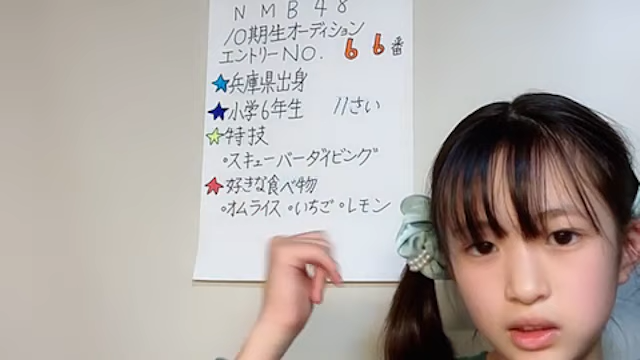 NMB48
10期生オーディション
エントリーNO. 66番
★兵庫県出身
★小学6年生 11さい
★特技
。スキューバーダイビング
★好きな食べ物
。オムライス 。いちご 。レモン